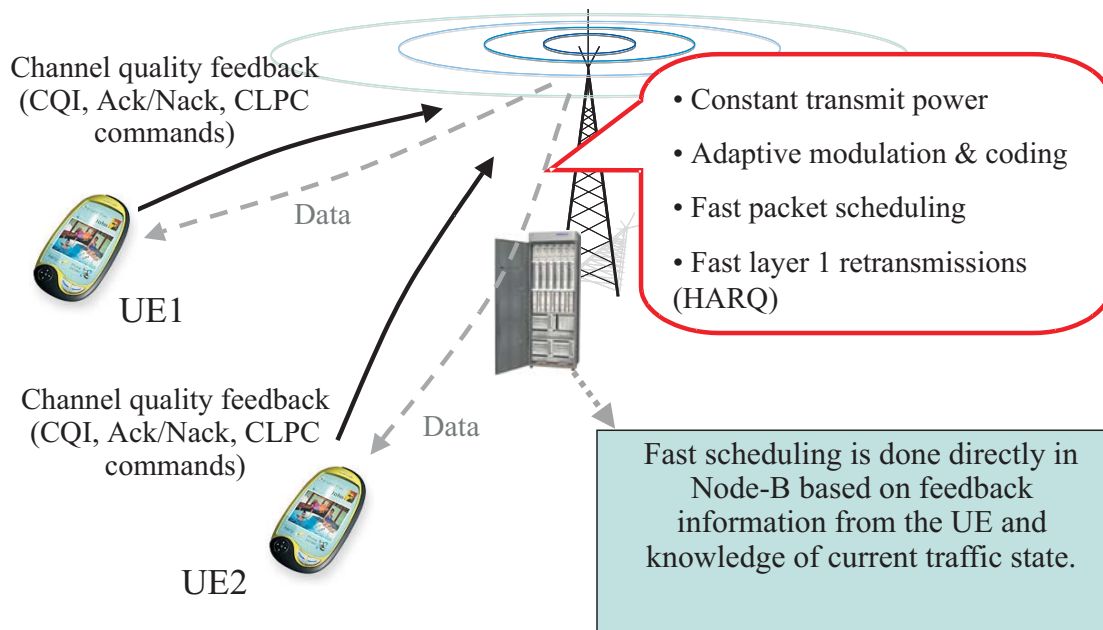 Channel quality feedback
(CQI, Ack/Nack, CLPC
commands)
• Constant transmit power
• Adaptive modulation & coding
• Fast packet scheduling
• Fast layer 1 retransmissions
(HARQ)
Data
UE1
Channel quality feedback
(CQI, Ack/Nack, CLPC
commands)
Data
UE2
Fast scheduling is done directly in
Node-B based on feedback
information from the UE and
knowledge of current traffic state.